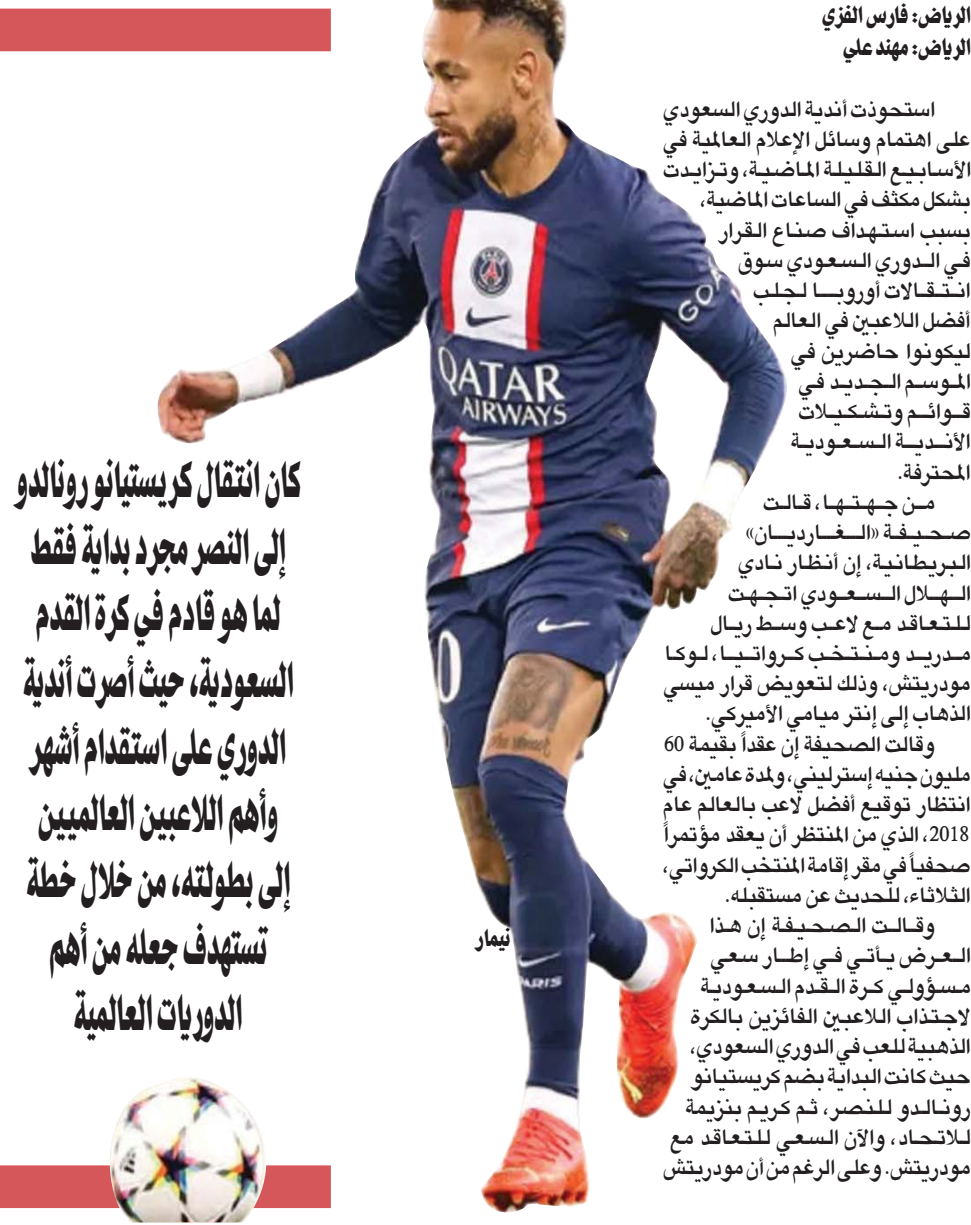 الرياض: فارس الفزي
الرياض: مهند علي
استحوذت أندية الدوري السعودي
على اهتمام وسائل الإعلام العالمية في
الأسابيع القليلة الماضية، وتزايدت
بشكل مكثف في الساعات الماضية،
بسبب استهداف صناع القرار
في الدوري السعودي سوق
انتقالات أوروبا لجلب
أفضل اللاعبين في العالم
ليكونوا حاضرين في
الموسم الجديد في
قوائم وتشكيلات
الأندية السعودية
المحترفة.
من جهتها، قالت
صحيفة «الغارديان»
البريطانية، إن أنظار نادي
الهلال السعودي اتجهت
للتعاقد مع لاعب وسط ريال
مدريد ومنتخب كرواتيا، لوكا
مودريتش، وذلك لتعويض قرار ميسي
الذهاب إلى إنتر ميامي الأميركي.
وقالت الصحيفة إن عقداً بقيمة 60
مليون جنيه إسترليني، ولمدة عامين، في
انتظار توقيع أفضل لاعب بالعالم عام
2018، الذي من المنتظر أن يعقد مؤتمراً
صحفياً في مقر إقامة المنتخب الكرواتي،
الثلاثاء، للحديث عن مستقبله.
وقالت الصحيفة إن هذا
العرض يأتي في إطار سعي
مسؤولي كرة القدم السعودية
لاجتذاب اللاعبين الفائزين بالكرة
الذهبية للعب في الدوري السعودي،
حيث كانت البداية بضم كريستيانو
رونالدو للنصر، ثم كريم بنزيمة
للاتحاد، والآن السعي للتعاقد مع
مودريتش. وعلى الرغم من أن مودريتش
كان انتقال كريستيانو رونالدو
إلى النصر مجرد بداية فقط
لما هو قادم في كرة القدم
السعودية، حيث أصرت أندية
الدوري على استقدام أشهر
وأهم اللاعبين العالميين
إلى بطولته، من خلال خطة
تستهدف جعله من أهم
الدوريات العالمية
نيمار
PARIS
GOA
QATAR
AIRWAYS
0
PARIS